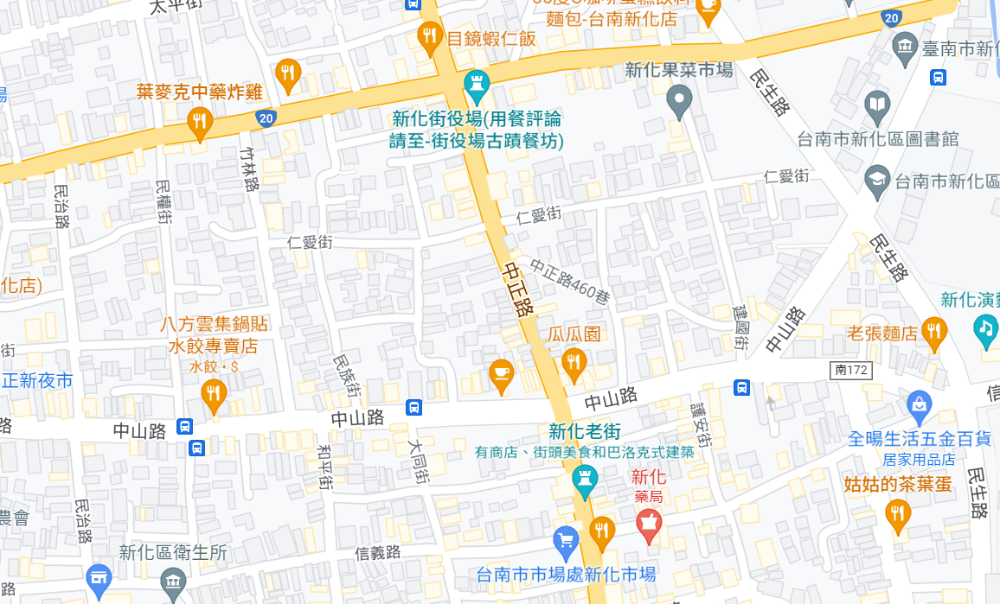 太平街
麵包-台南新化店
目鏡蝦仁飯
20
臺南市新化
新化果菜市場
葉麥克中藥炸雞
民生路
20
新化街役場(用餐評論
請至-街役場古蹟餐坊)
台南市新化區圖書館
竹林路
仁愛街
台南市新化區
民治路
民權街
仁愛街
仁愛街
民生路
中正路460巷
中正路
化店)
新化演藝
建國街
中山路
八方雲集鍋貼
水餃專賣店
水餃・$
瓜瓜園
老張麵店
街
民族街
南172
正新夜市
信
中山路
護安街
中山路
路
中山路
新化老街
有商店、街頭美食和巴洛克式建築
全暘生活五金百貨
居家用品店
和平街
大同街
新化
藥局
姑姑的茶葉蛋
民生路
農會
民治路
新化區衛生所
信義路
台南市市場處新化市場
路